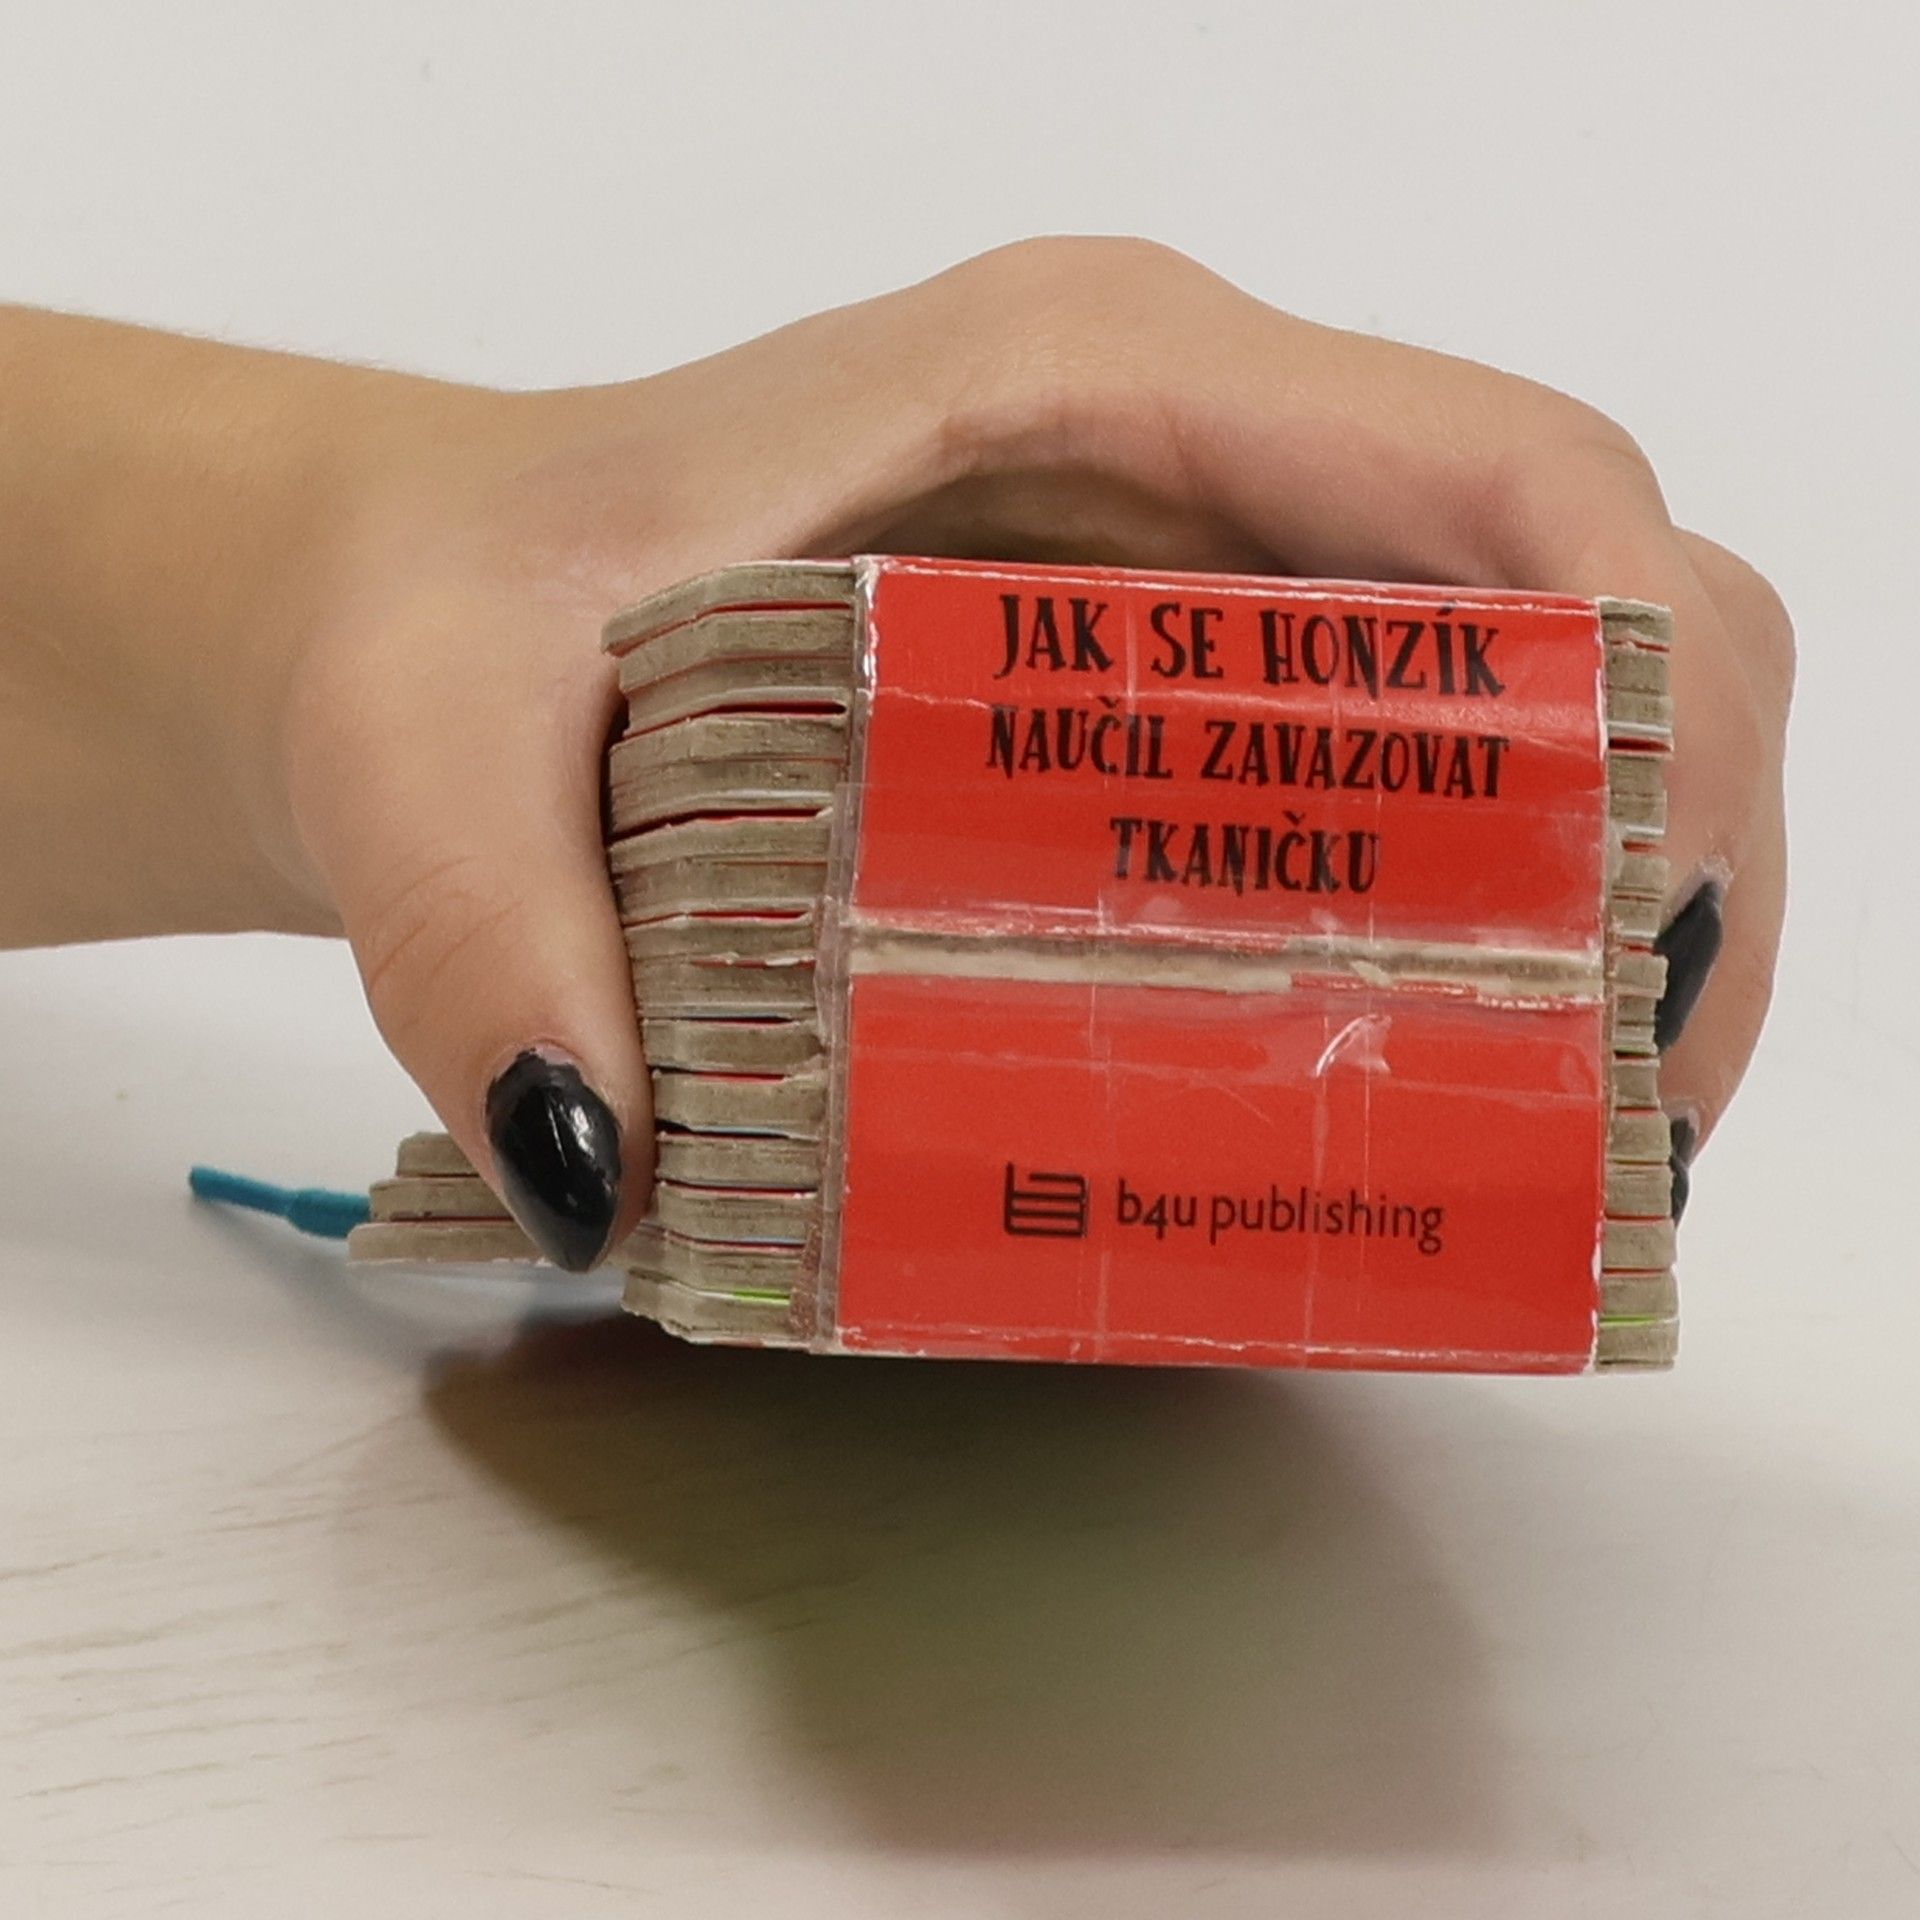 JAK SE HONZÍK
NAUČIL ZAVAZOVAT
TKANIČKU
b4u publishing